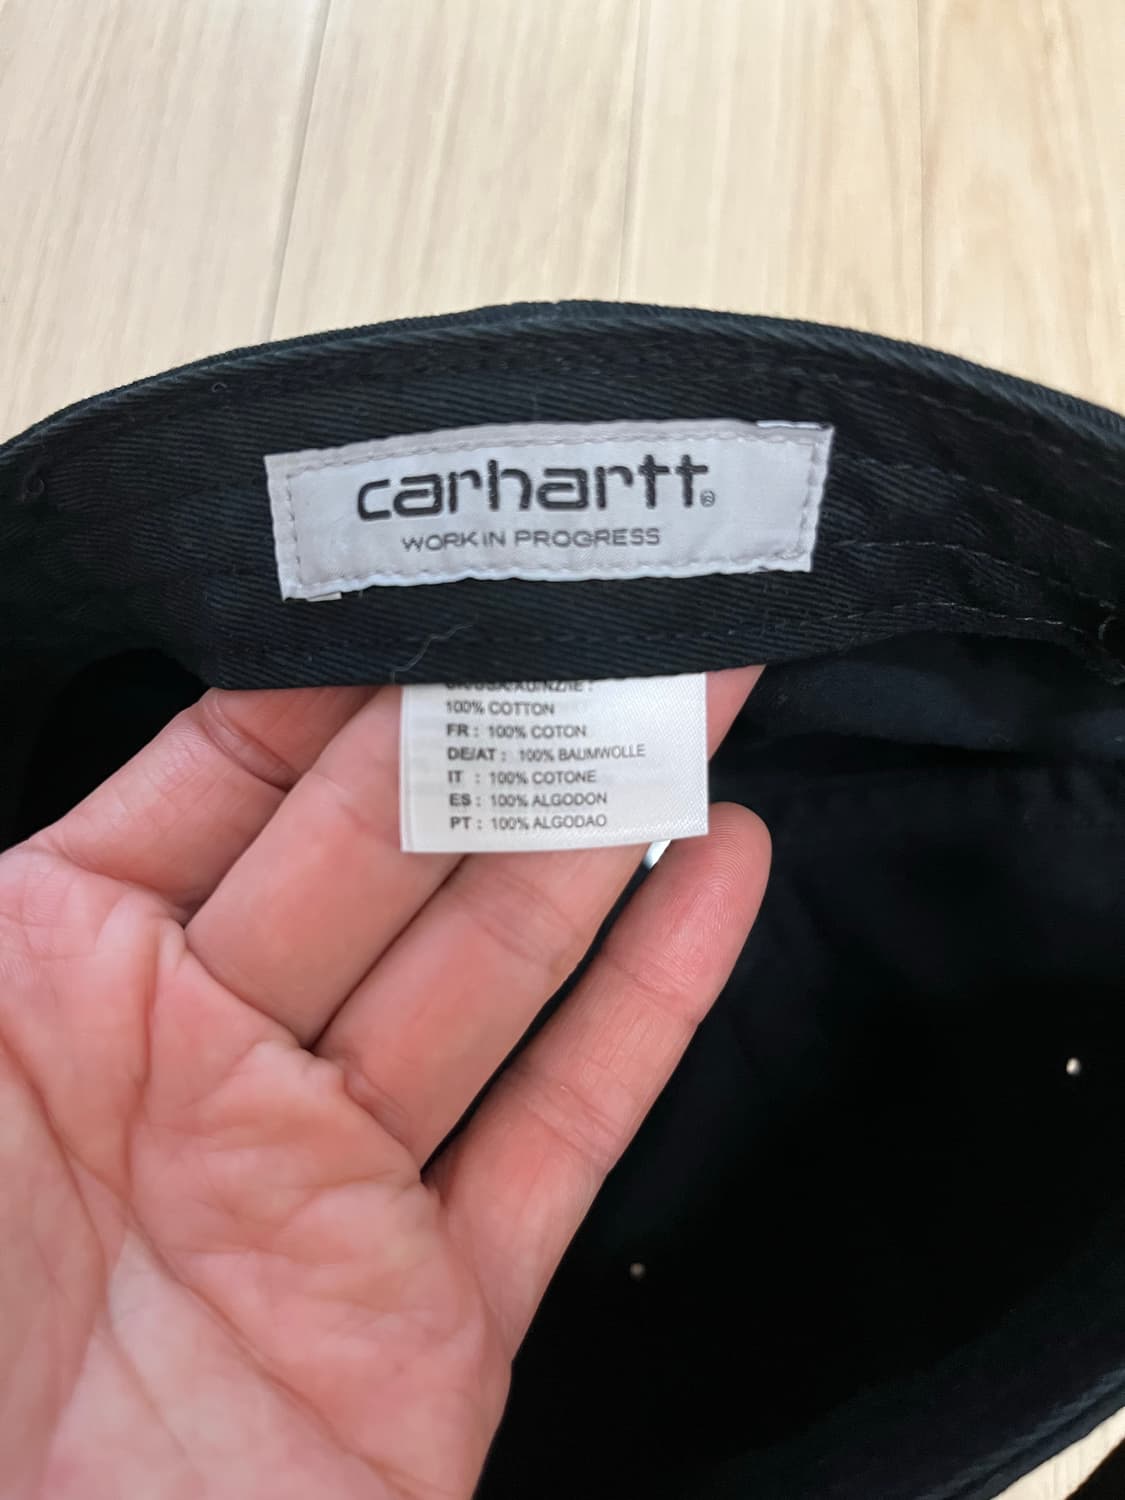 carhartt®
WORK IN PROGRESS
100% COTTON
FR : 100% COTON
DE/AT : 100% BAUMWOLLE
IT : 100% COTONE
ES : 100% ALGODON
PT : 100% ALGODAO